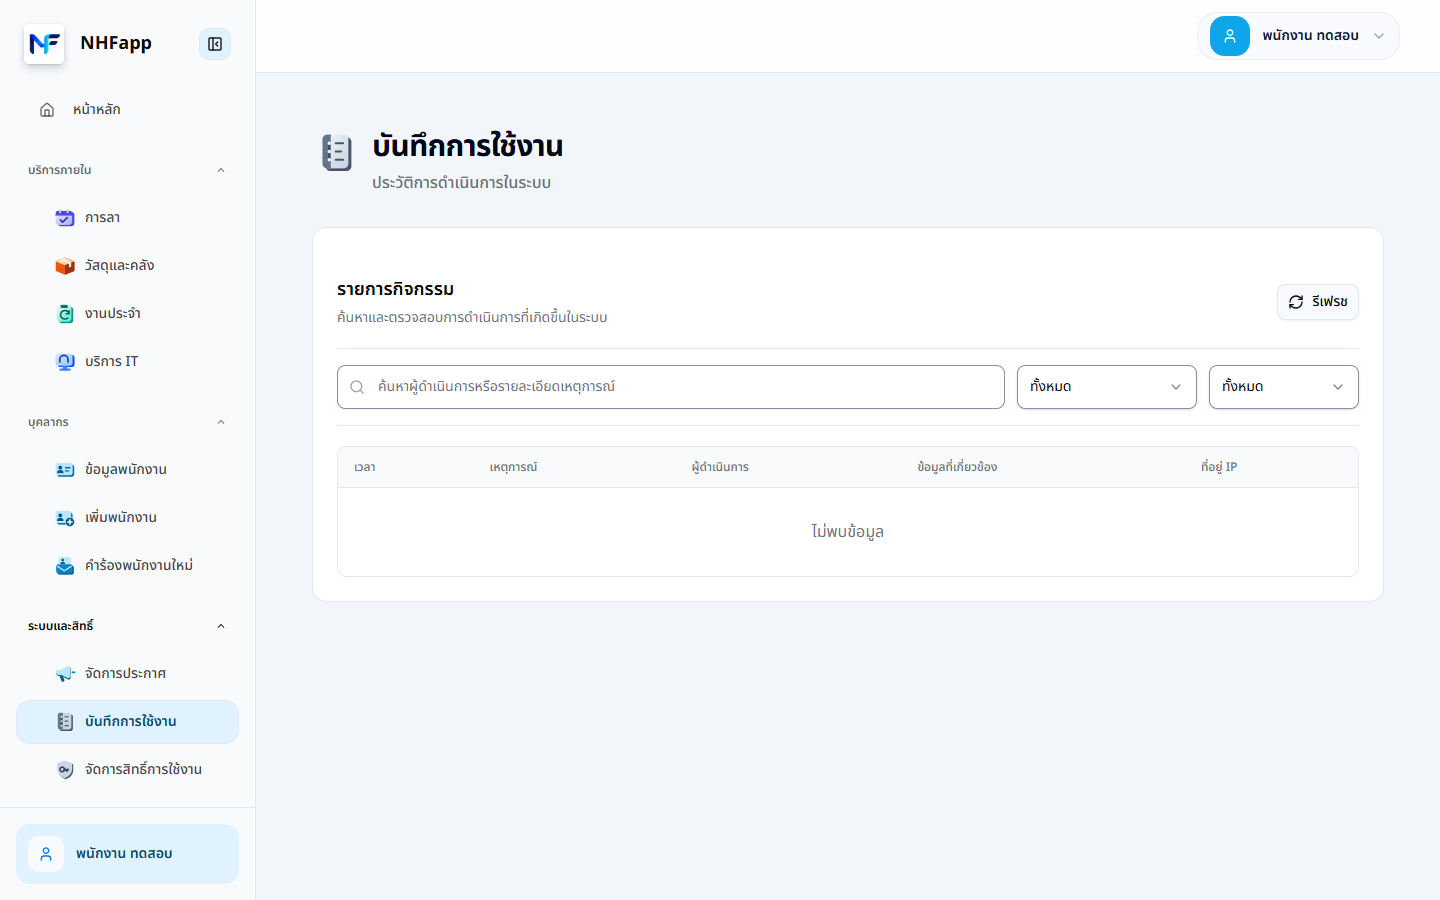 NHFapp
พนักงาน ทดสอบ
หน้าหลัก
บริการภายใน
การลา
วัสดุและคลัง
งานประจำ
บริการ IT
บุคลากร
ข้อมูลพนักงาน
เพิ่มพนักงาน
คำร้องพนักงานใหม่
ระบบและสิทธิ์
จัดการประกาศ
บันทึกการใช้งาน
จัดการสิทธิ์การใช้งาน
พนักงาน ทดสอบ
บันทึกการใช้งาน
ประวัติการดำเนินการในระบบ
รายการกิจกรรม
ค้นหาและตรวจสอบการดำเนินการที่เกิดขึ้นในระบบ
รีเฟรช
ค้นหาผู้ดำเนินการหรือรายละเอียดเหตุการณ์
ทั้งหมด
ทั้งหมด
เวลา เหตุการณ์ ผู้ดำเนินการ ข้อมูลที่เกี่ยวข้อง ที่อยู่ IP
ไม่พบข้อมูล